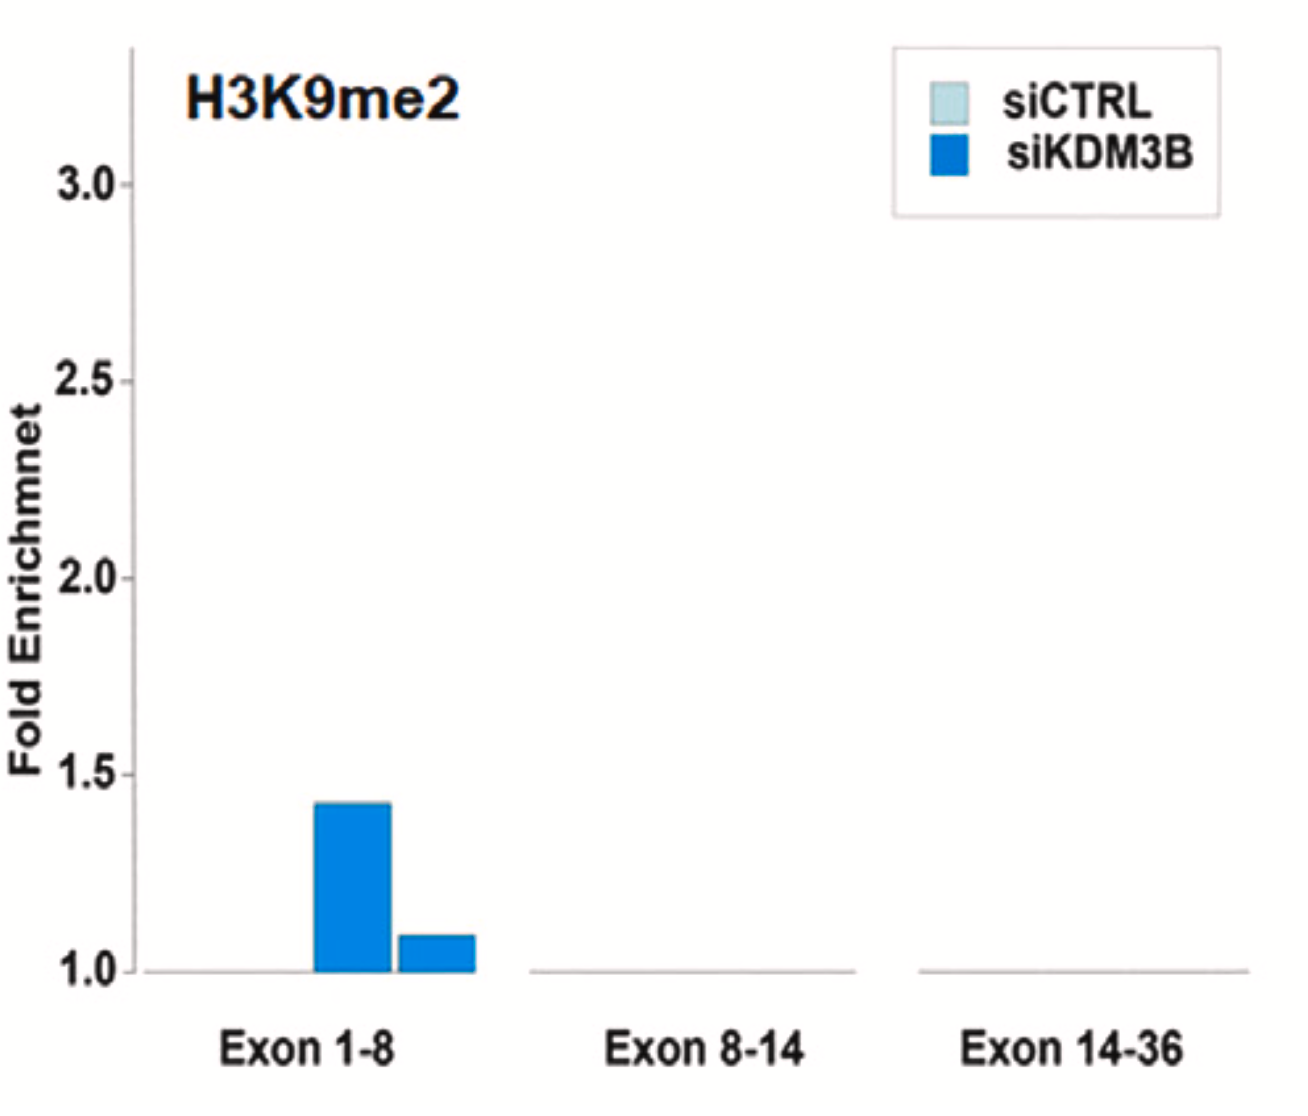 H3K9me2
siCTRL
siKDM3B
3.0
2.5
2.0
1.5
1.0
Fold Enrichmnet
Exon 1-8
Exon 8-14
Exon 14-36